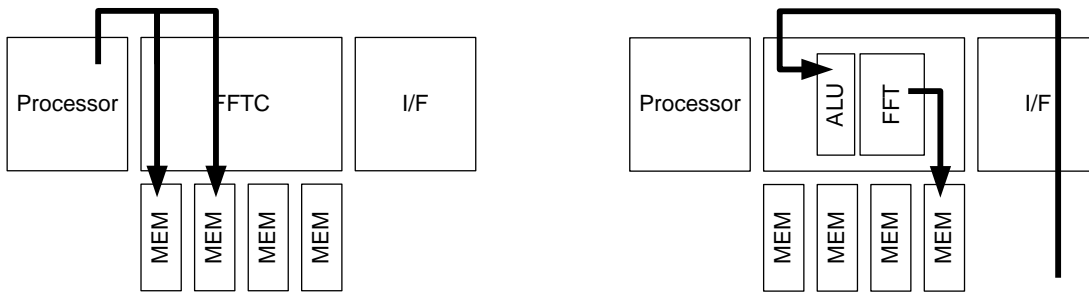 Processor
FFTC
I/F
MEM
MEM
MEM
MEM
Processor
ALU
FFT
I/F
MEM
MEM
MEM
MEM